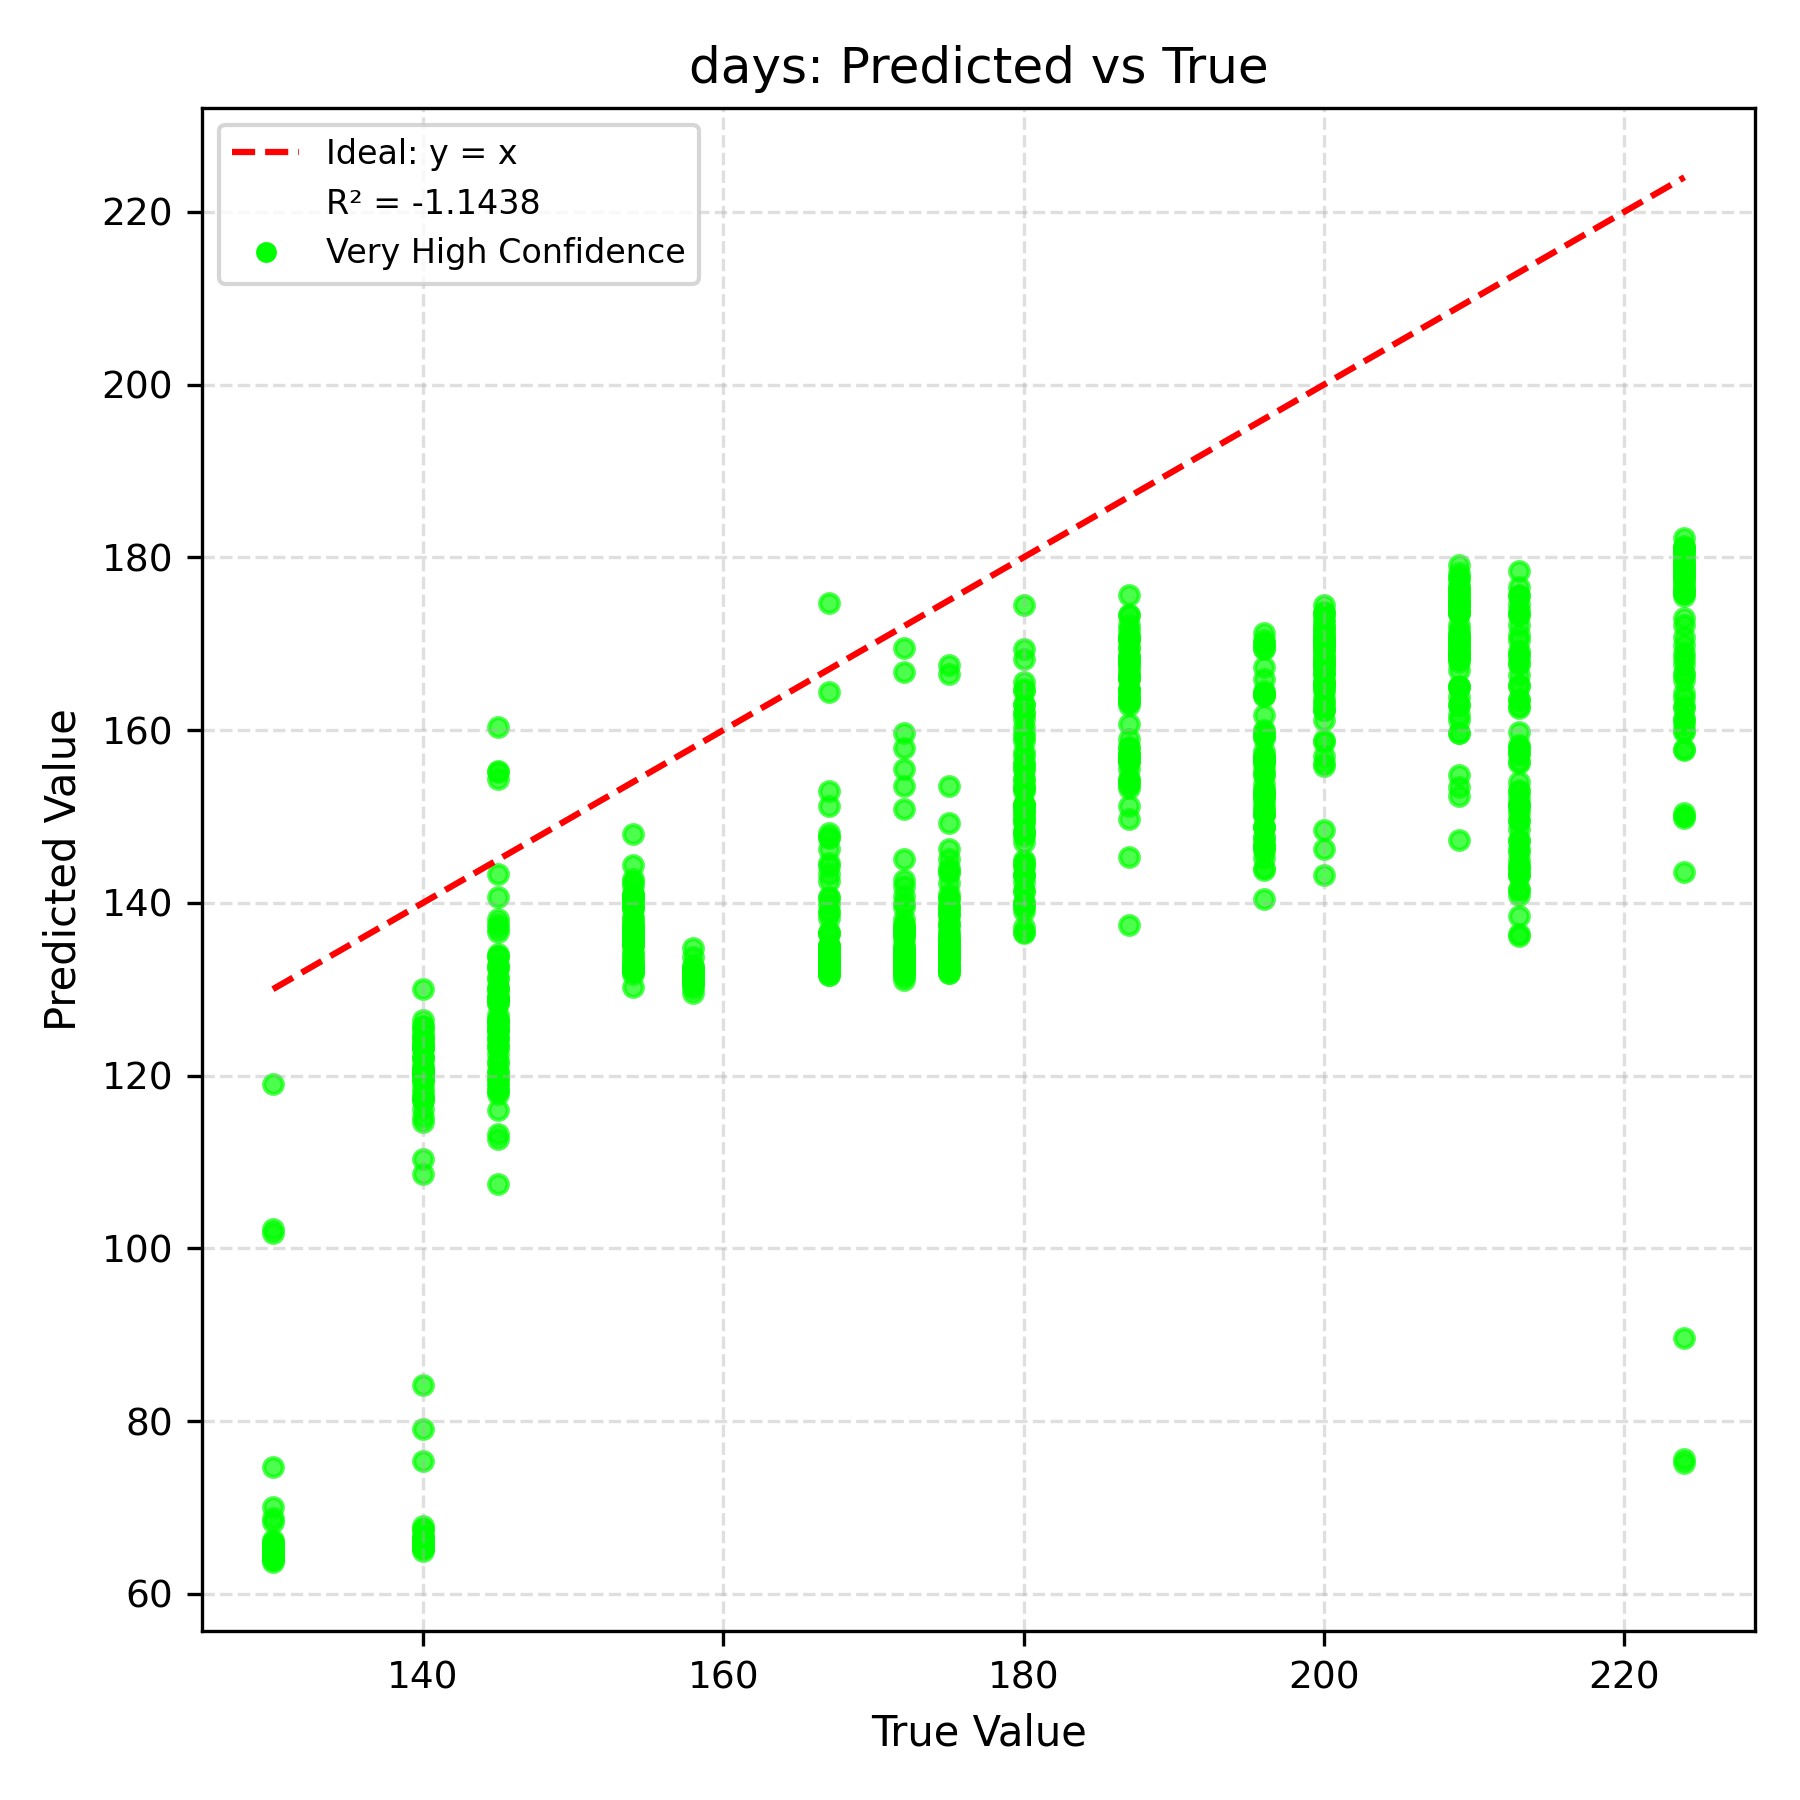 days: Predicted vs True
Ideal: y = x
R² = -1.1438
Very High Confidence
Predicted Value
220
200
180
160
140
120
100
80
60
140 160 180 200 220
True Value